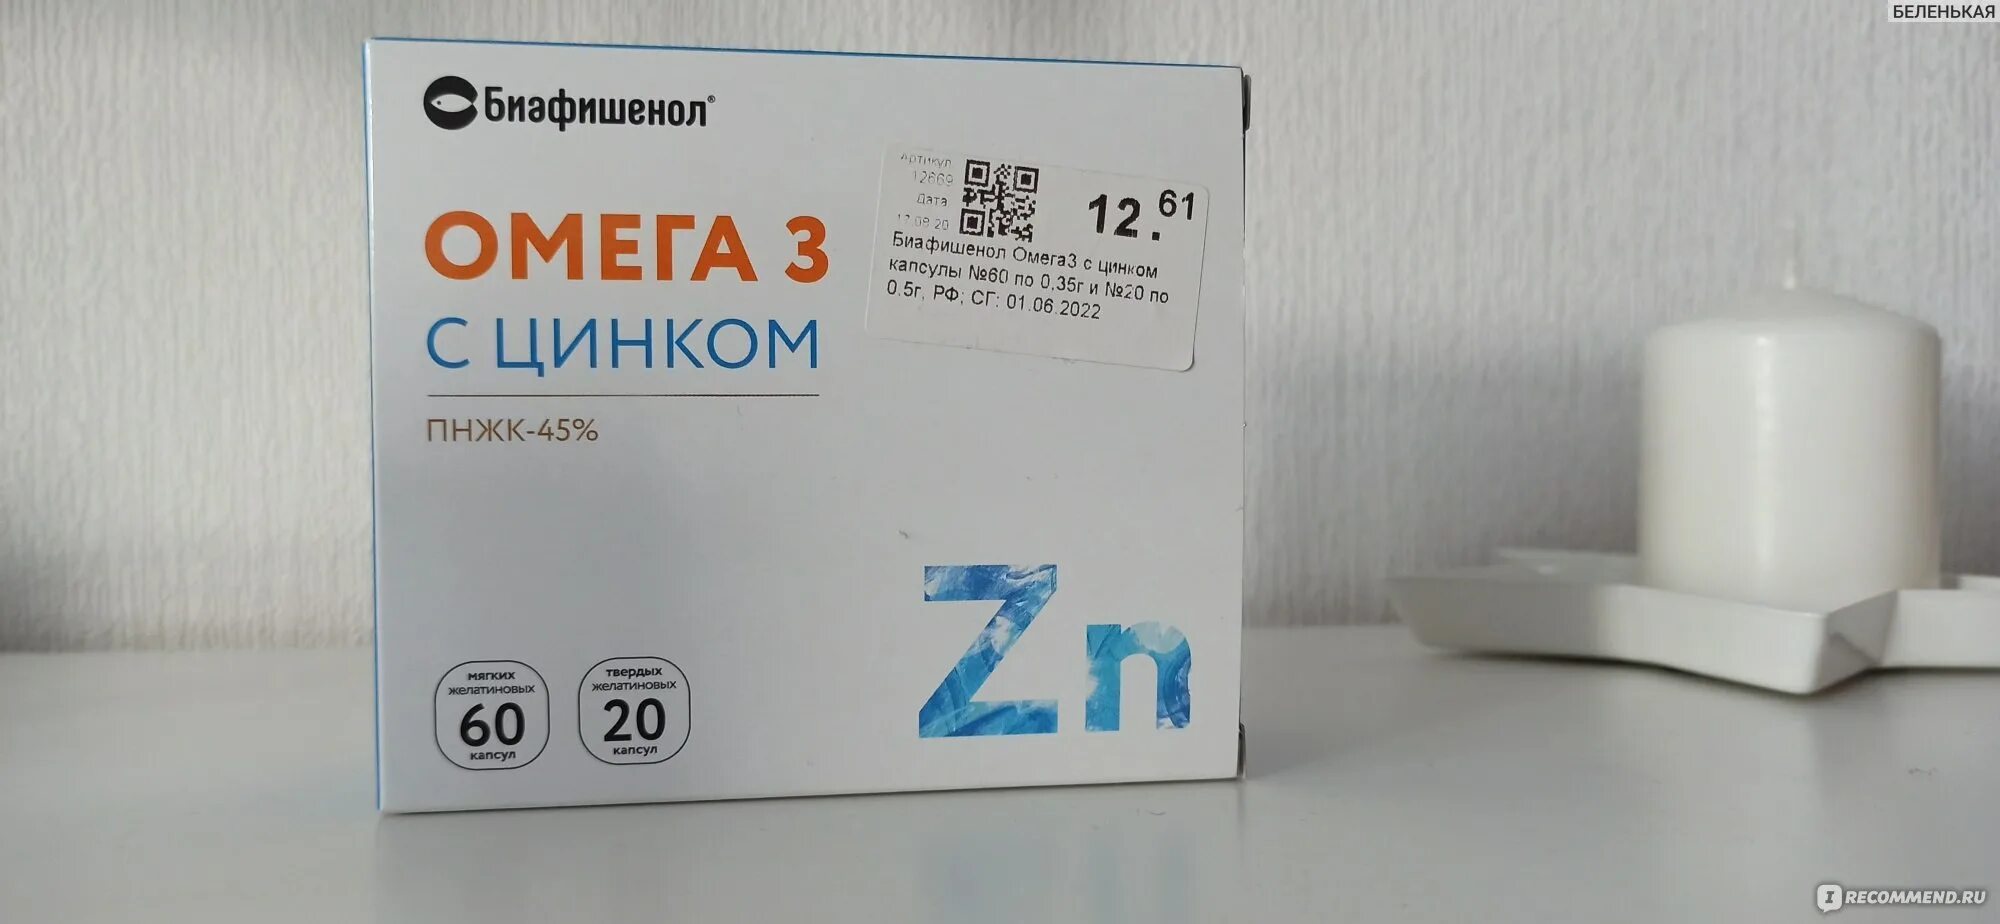 БЕЛЕНЬКАЯ
Биафишенол®
ОМЕГА 3
С ЦИНКОМ
ПНЖК-45%
Артикул
12669
Дата
12.61
Биафишенол Омега3 с цинком
капсулы №60 по 0,35г и №20 по
0,5г, РФ; СГ: 01.06.2022
мягких
желатиновых
60
капсул
твердых
желатиновых
20
капсул
Zn
IRECOMMEND.RU